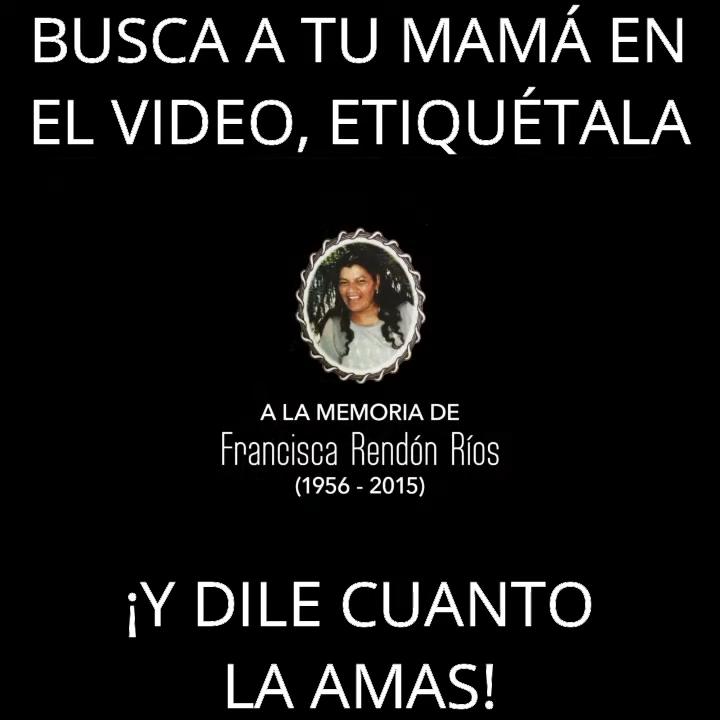 BUSCA A TU MAMÁ EN
EL VIDEO, ETIQUÉTALA
A LA MEMORIA DE
Francisca Rendón Ríos
(1956 - 2015)
¡Y DILE CUANTO
LA AMAS!